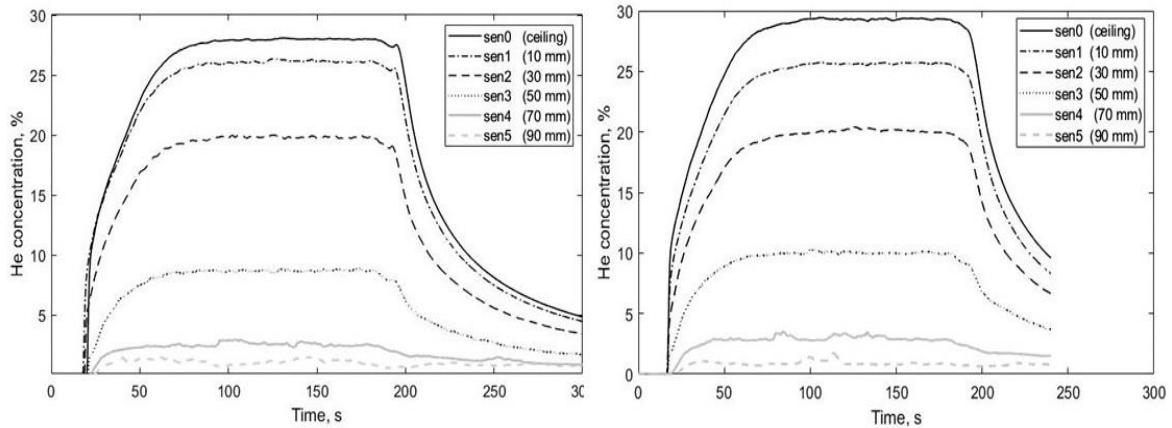 30
25
20
15
10
5
He concentration, %
sen0 (ceiling)
sen1 (10 mm)
sen2 (30 mm)
sen3 (50 mm)
sen4 (70 mm)
sen5 (90 mm)
0 50 100 150 200 250 300
Time, s
30
25
20
15
10
5
0
He concentration, %
sen0 (ceiling)
sen1 (10 mm)
sen2 (30 mm)
sen3 (50 mm)
sen4 (70 mm)
sen5 (90 mm)
0 50 100 150 200 250 300
Time, s